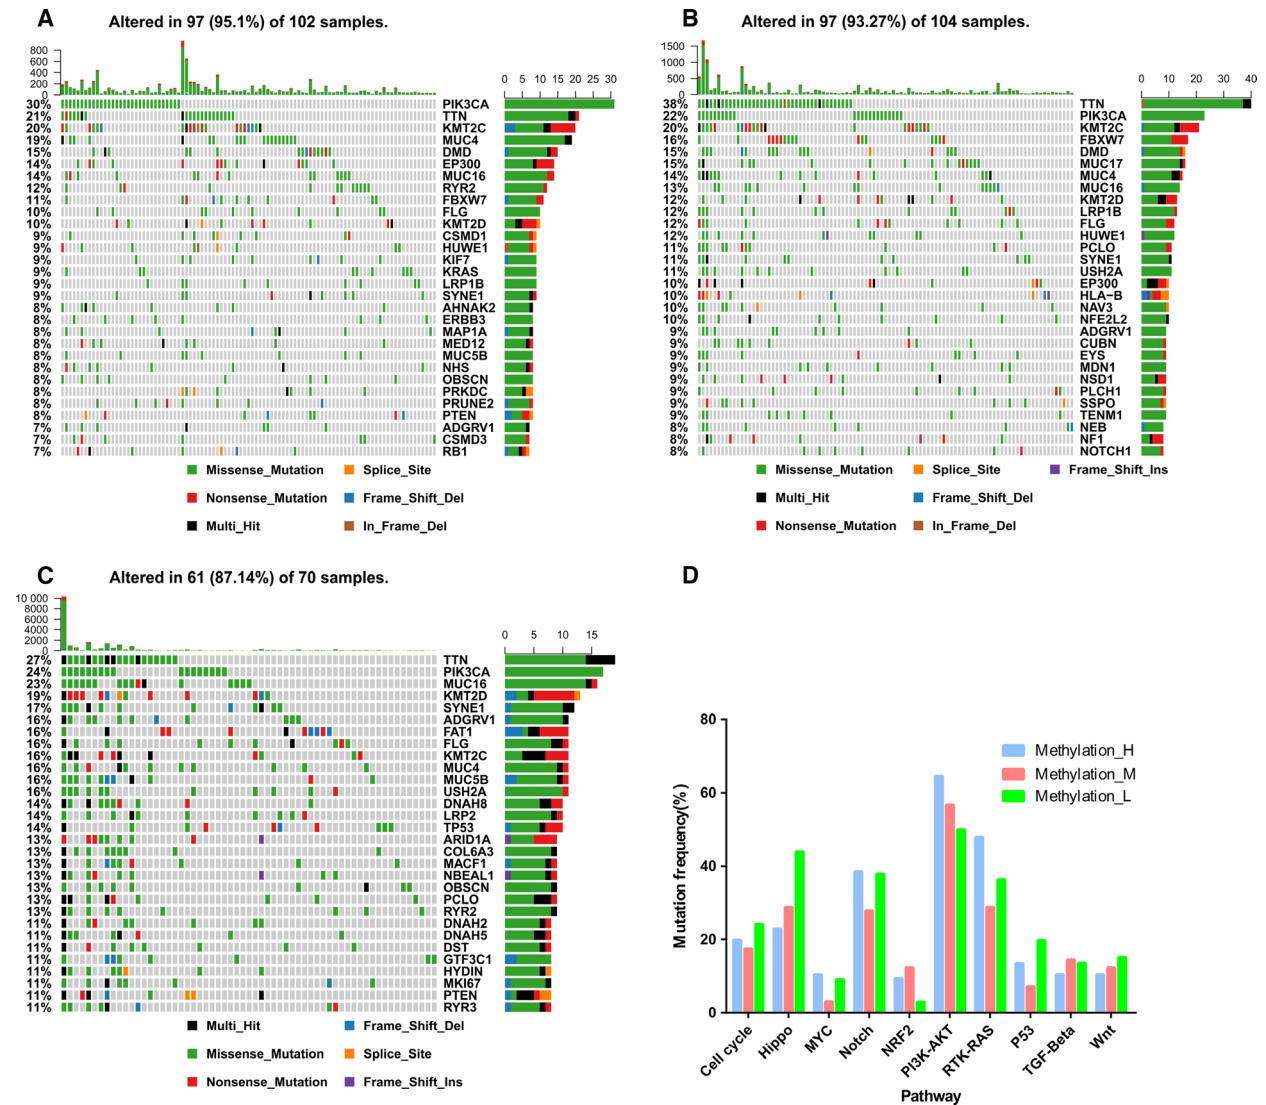 A
Altered in 97 (95.1%) of 102 samples.
800
600
400
200
0
0 5 10 15 20 25 30
30% PIK3CA
21% TTN
20% KMT2C
19% MUC4
15% DMD
14% EP300
14% MUC16
12% RYR2
11% FBXW7
10% FLG
10% KMT2D
9% CSMD1
9% HUWE1
9% KIF7
9% KRAS
9% LRP1B
9% SYNE1
8% AHNAK2
8% ERBB3
8% MAP1A
8% MED12
8% MUC5B
8% NHS
8% OBSCN
8% PRKDC
8% PRUNE2
8% PTEN
7% ADGRV1
7% CSMD3
7% RB1
Missense_Mutation Splice_Site
Nonsense_Mutation Frame_Shift_Del
Multi_Hit In_Frame_Del
B
Altered in 97 (93.27%) of 104 samples.
1500
1000
500
0
0 10 20 30 40
38% TTN
22% PIK3CA
20% KMT2C
16% FBXW7
15% DMD
15% MUC17
14% MUC4
13% MUC16
12% KMT2D
12% LRP1B
12% FLG
12% HUWE1
11% PCLO
11% SYNE1
11% USH2A
10% EP300
10% HLA−B
10% NAV3
10% NFE2L2
9% ADGRV1
9% CUBN
9% EYS
9% MDN1
9% NSD1
9% PLCH1
9% SSPO
9% TENM1
8% NEB
8% NF1
8% NOTCH1
Missense_Mutation Splice_Site Frame_Shift_Ins
Multi_Hit Frame_Shift_Del
Nonsense_Mutation In_Frame_Del
C
Altered in 61 (87.14%) of 70 samples.
10 000
8000
6000
4000
2000
0
0 5 10 15
27% TTN
24% PIK3CA
23% MUC16
19% KMT2D
17% SYNE1
16% ADGRV1
16% FAT1
16% FLG
16% KMT2C
16% MUC4
16% MUC5B
16% USH2A
14% DNAH8
14% LRP2
14% TP53
13% ARID1A
13% COL6A3
13% MACF1
13% NBEAL1
13% OBSCN
13% PCLO
13% RYR2
11% DNAH2
11% DNAH5
11% DST
11% GTF3C1
11% HYDIN
11% MKI67
11% PTEN
11% RYR3
Multi_Hit Frame_Shift_Del
Missense_Mutation Splice_Site
Nonsense_Mutation Frame_Shift_Ins
D
Mutation frequency(%)
80
60
40
20
0
Methylation_H
Methylation_M
Methylation_L
Cell cycle Hippo MYC Notch NRF2 PI3K-AKT RTK-RAS P53 TGF-Beta Wnt
Pathway